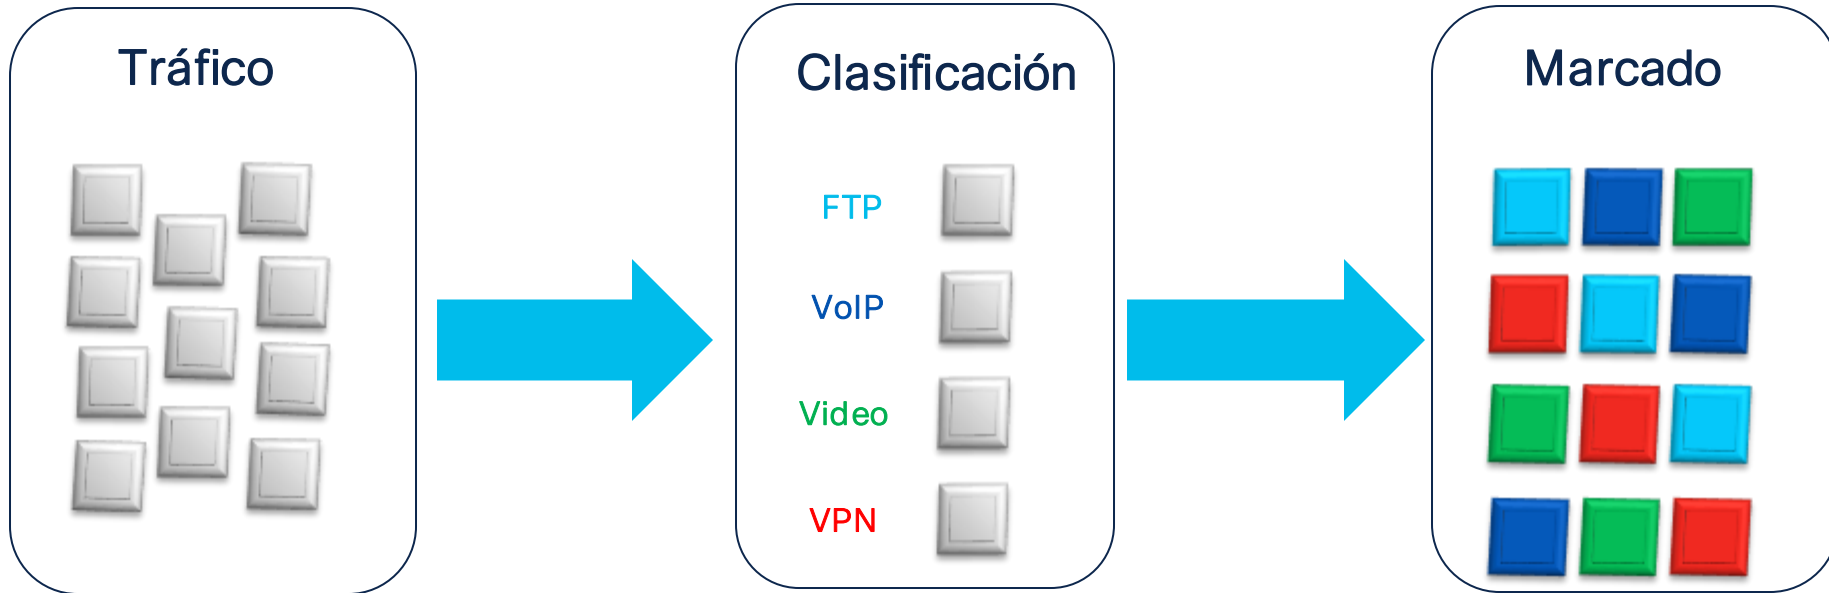 Tráfico
Clasificación
Marcado
FTP
VoIP
Video
VPN